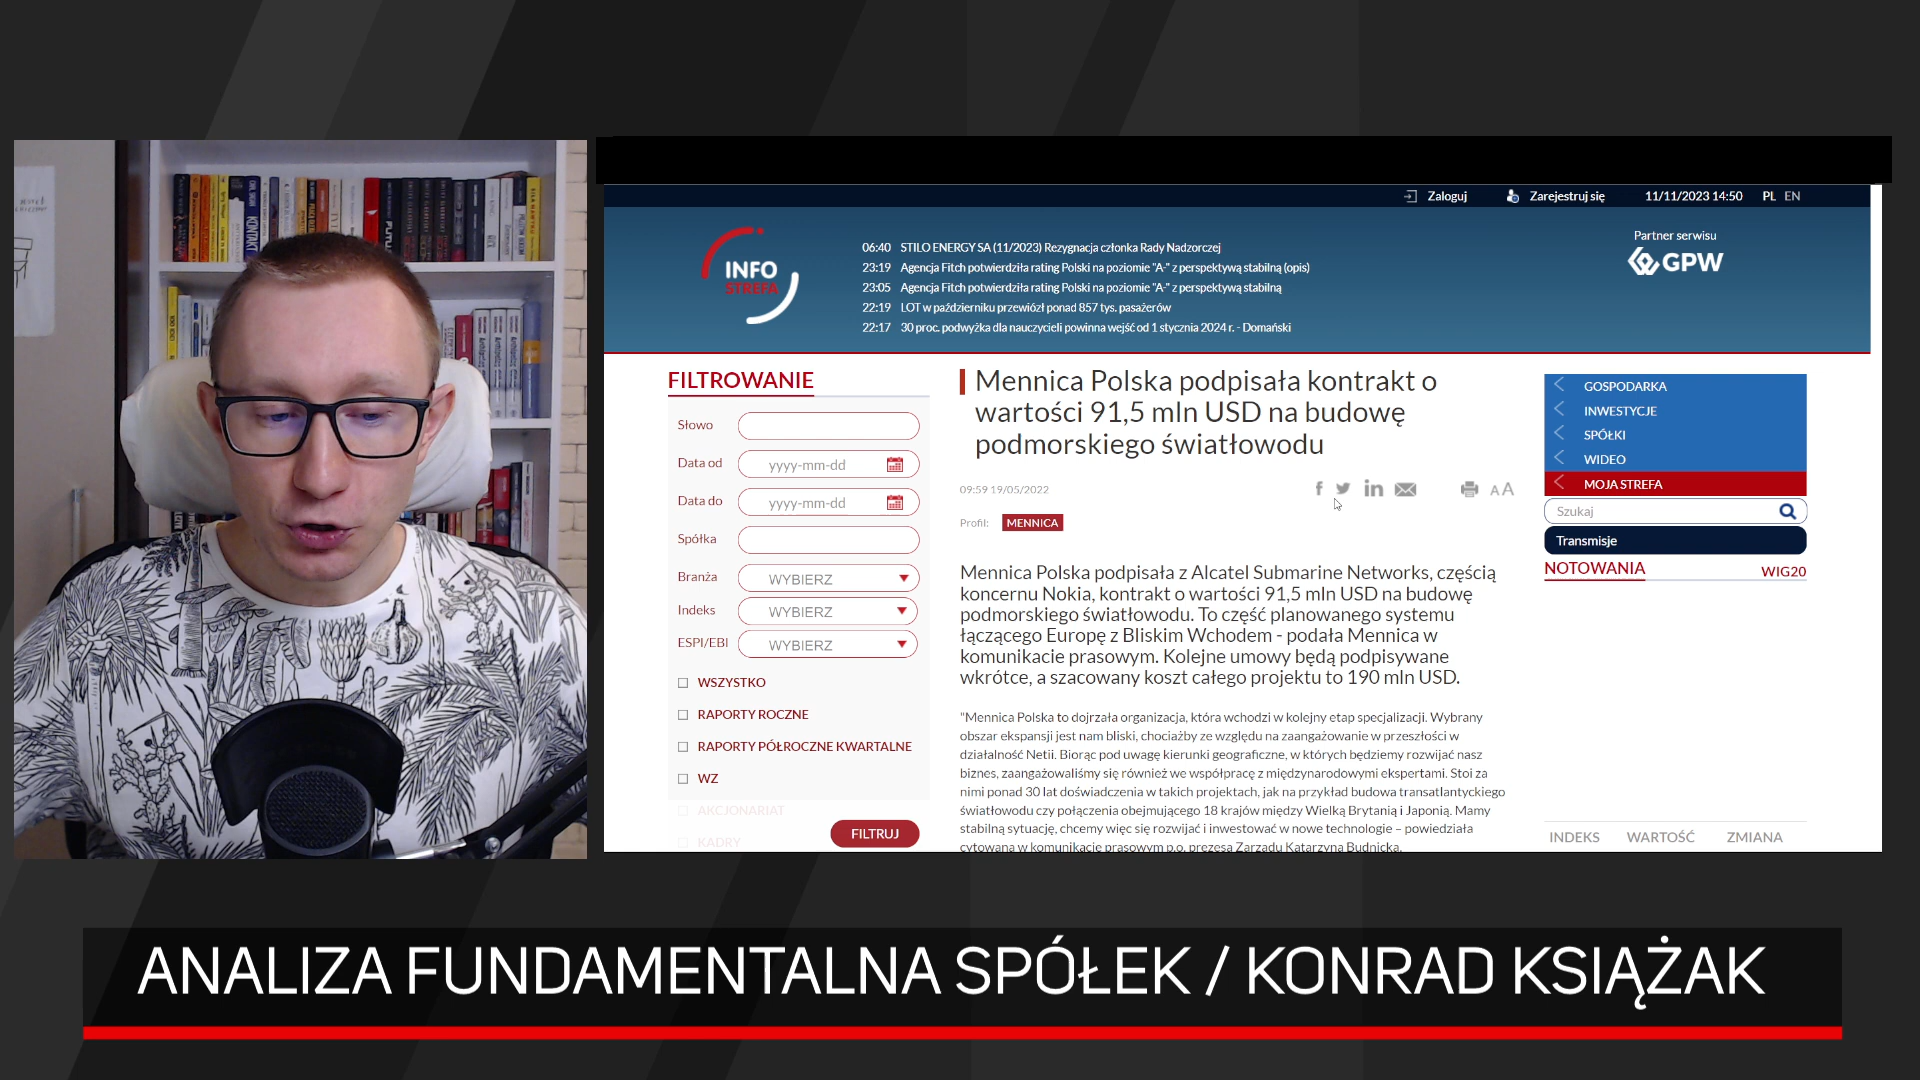 Zaloguj Zarejestruj się 11/11/2023 14:50 PL EN
INFO
STREFA
06:40 STILO ENERGY SA (11/2023) Rezygnacja członka Rady Nadzorczej
23:19 Agencja Fitch potwierdziła rating Polski na poziomie "A-" z perspektywą stabilną (opis)
23:05 Agencja Fitch potwierdziła rating Polski na poziomie "A-" z perspektywą stabilną
22:19 LOT w październiku przewiózł ponad 857 tys. pasażerów
22:17 30 proc. podwyżka dla nauczycieli powinna wejść od 1 stycznia 2024 r. - Domański
Partner serwisu
GPW
FILTROWANIE
Słowo
Data od yyyy-mm-dd
Data do yyyy-mm-dd
Spółka
Branża WYBIERZ
Indeks WYBIERZ
ESPI/EBI WYBIERZ
WSZYSTKO
RAPORTY ROCZNE
RAPORTY PÓŁROCZNE KWARTALNE
WZ
AKCJONARIAT
KADRY
FILTRUJ
Mennica Polska podpisała kontrakt o
wartości 91,5 mln USD na budowę
podmorskiego światłowodu
09:59 19/05/2022
A A
Profil: MENNICA
Mennica Polska podpisała z Alcatel Submarine Networks, częścią
koncernu Nokia, kontrakt o wartości 91,5 mln USD na budowę
podmorskiego światłowodu. To część planowanego systemu
łączącego Europę z Bliskim Wchodem - podała Mennica w
komunikacie prasowym. Kolejne umowy będą podpisywane
wkrótce, a szacowany koszt całego projektu to 190 mln USD.
"Mennica Polska to dojrzała organizacja, która wchodzi w kolejny etap specjalizacji. Wybrany
obszar ekspansji jest nam bliski, chociażby ze względu na zaangażowanie w przeszłości w
działalność Netii. Biorąc pod uwagę kierunki geograficzne, w których będziemy rozwijać nasz
biznes, zaangażowaliśmy się również we współpracę z międzynarodowymi ekspertami. Stoi za
nimi ponad 30 lat doświadczenia w takich projektach, jak na przykład budowa transatlantyckiego
światłowodu czy połączenia obejmującego 18 krajów między Wielką Brytanią i Japonią. Mamy
stabilną sytuację, chcemy więc się rozwijać i inwestować w nowe technologie – powiedziała
cytowana w komunikacie prasowym p.o. prezesa Zarządu Katarzyna Budnicka.
GOSPODARKA
INWESTYCJE
SPÓŁKI
WIDEO
MOJA STREFA
Szukaj
Transmisje
NOTOWANIA WIG20
INDEKS WARTOŚĆ ZMIANA
ANALIZA FUNDAMENTALNA SPÓŁEK / KONRAD KSIĄŻAK